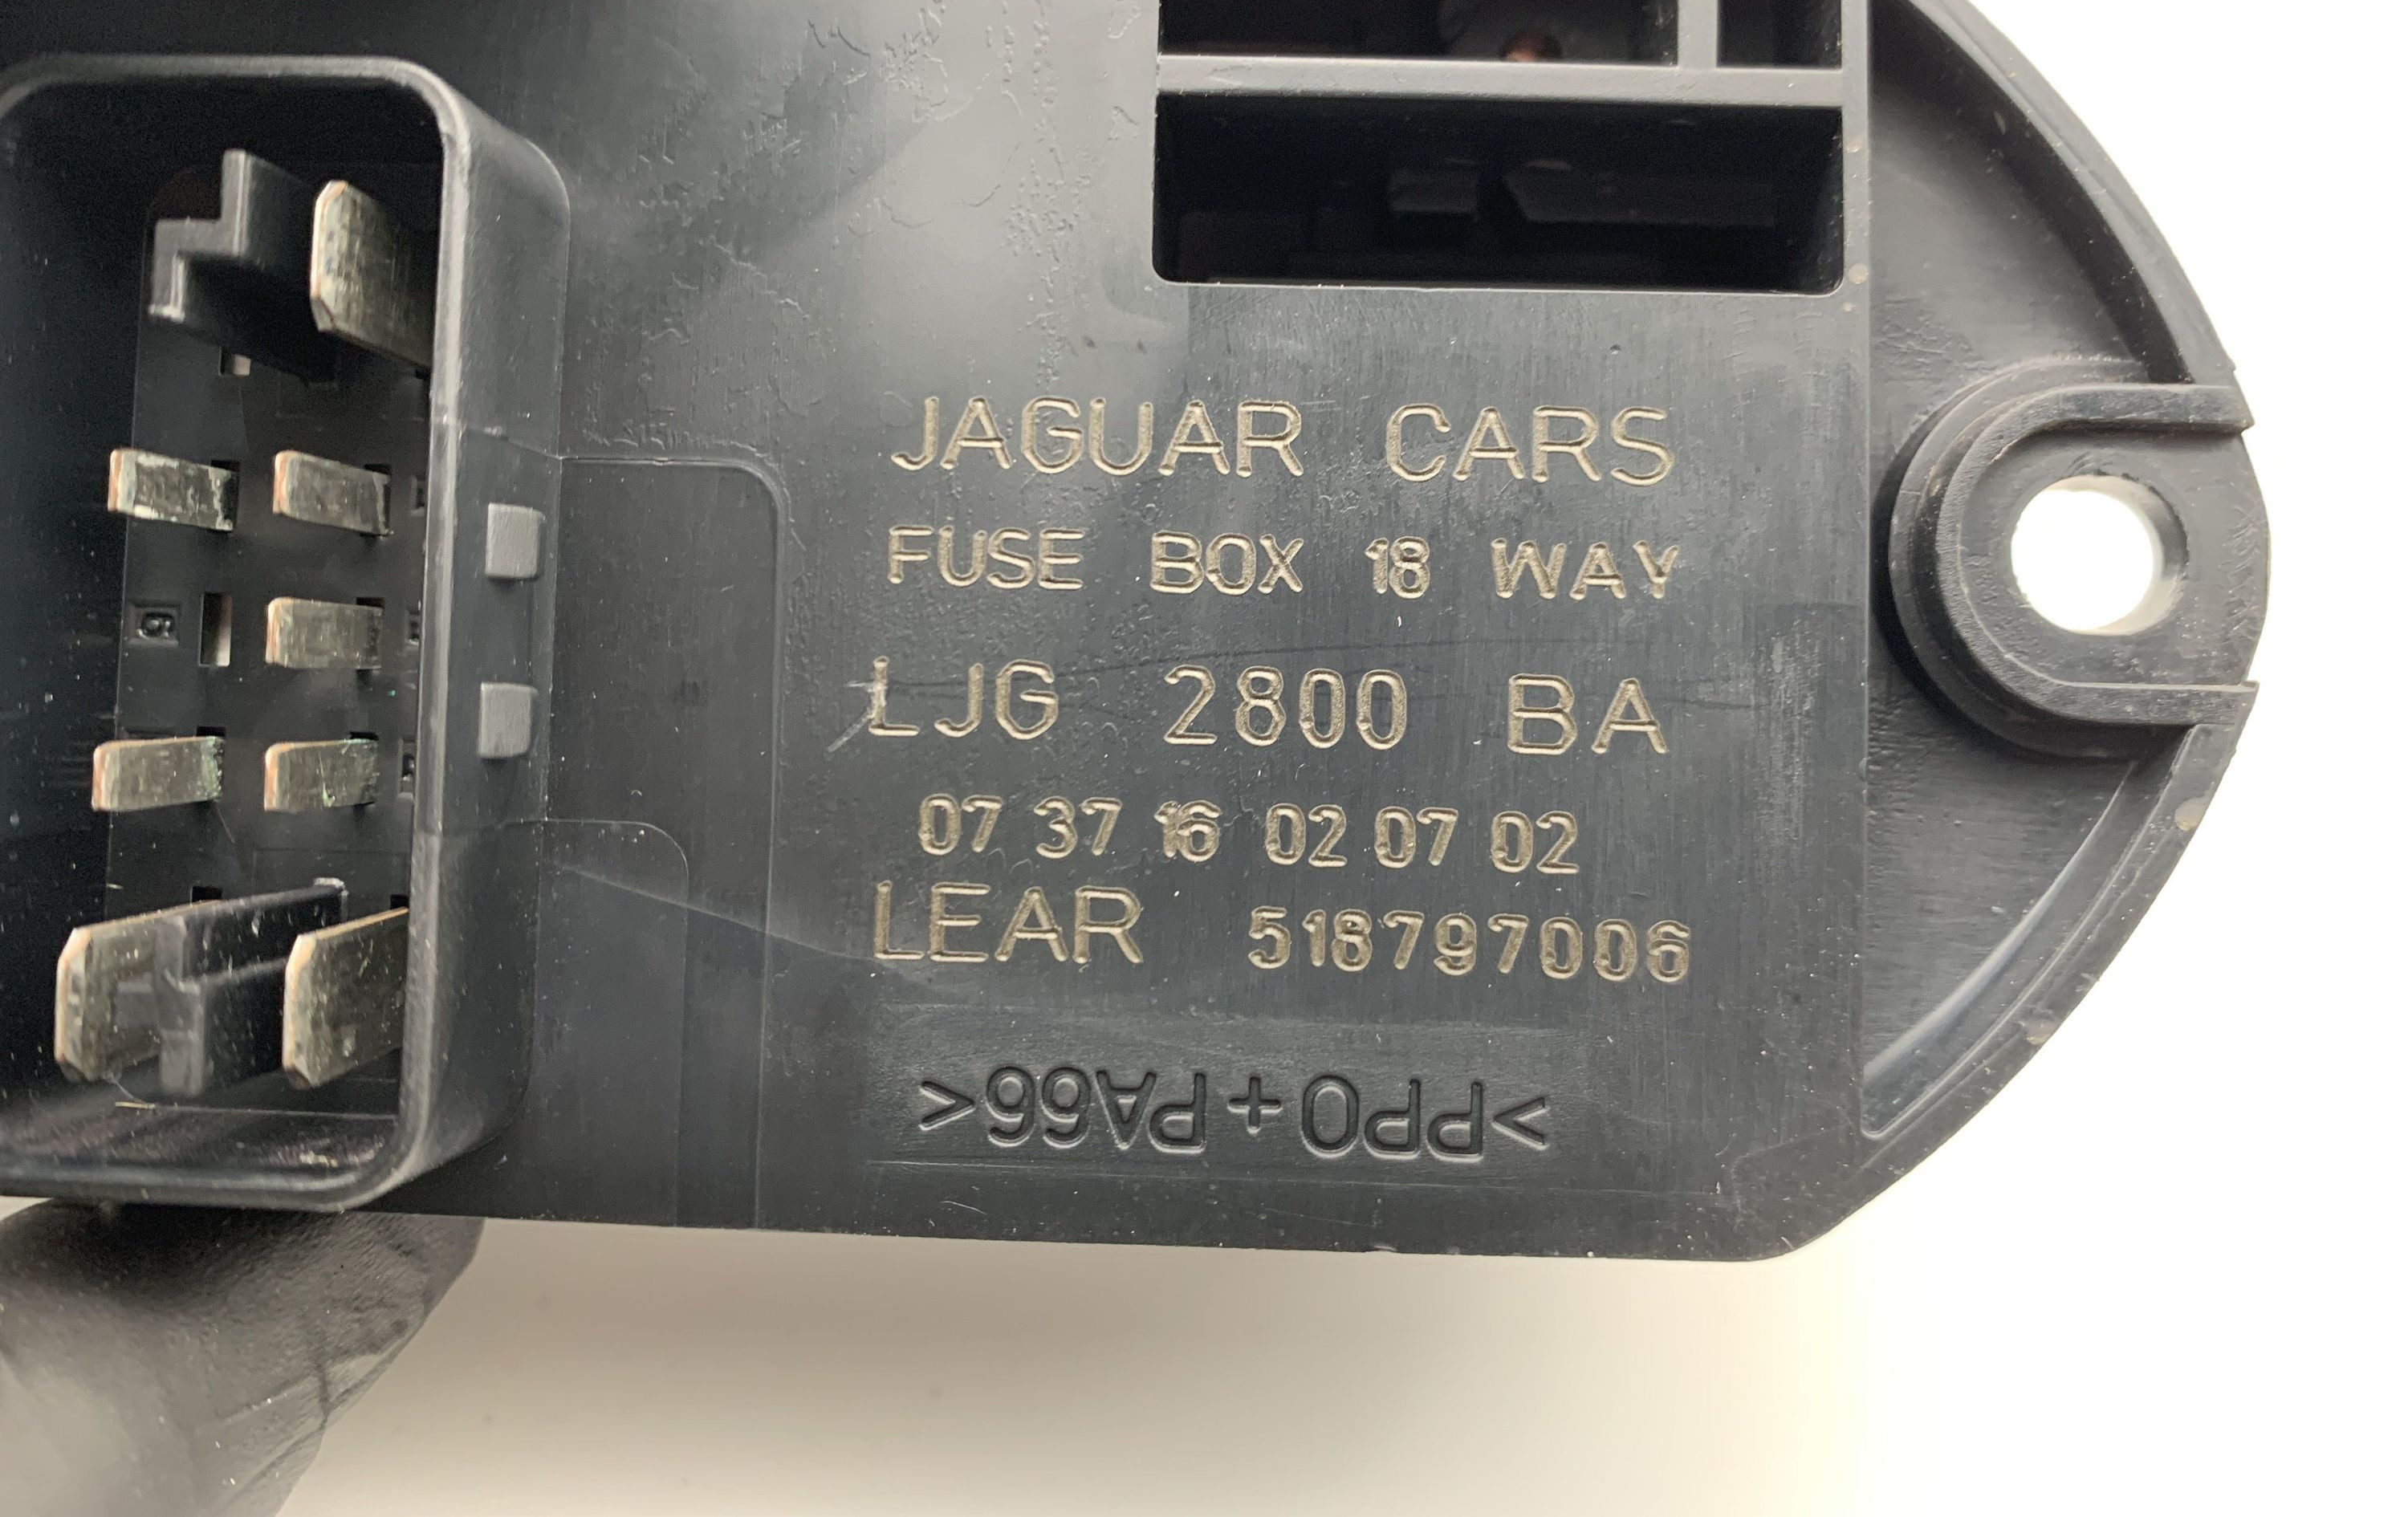 JAGUAR CARS
FUSE BOX 18 WAY
LJG 2800 BA
07 37 16 02 07 02
LEAR 518797006
>PPO+PA66<